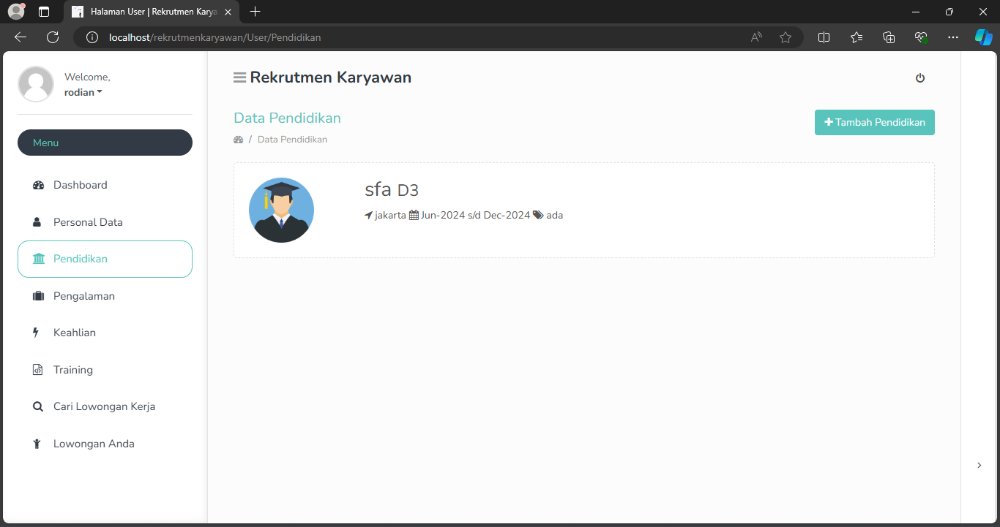 Halaman User | Rekrutmen Karya
localhost/rekrutmenkaryawan/User/Pendidikan
Welcome,
rodian
Menu
Dashboard
Personal Data
Pendidikan
Pengalaman
Keahlian
Training
Cari Lowongan Kerja
Lowongan Anda
Rekrutmen Karyawan
Data Pendidikan
/ Data Pendidikan
Tambah Pendidikan
sfa D3
jakarta Jun-2024 s/d Dec-2024 ada